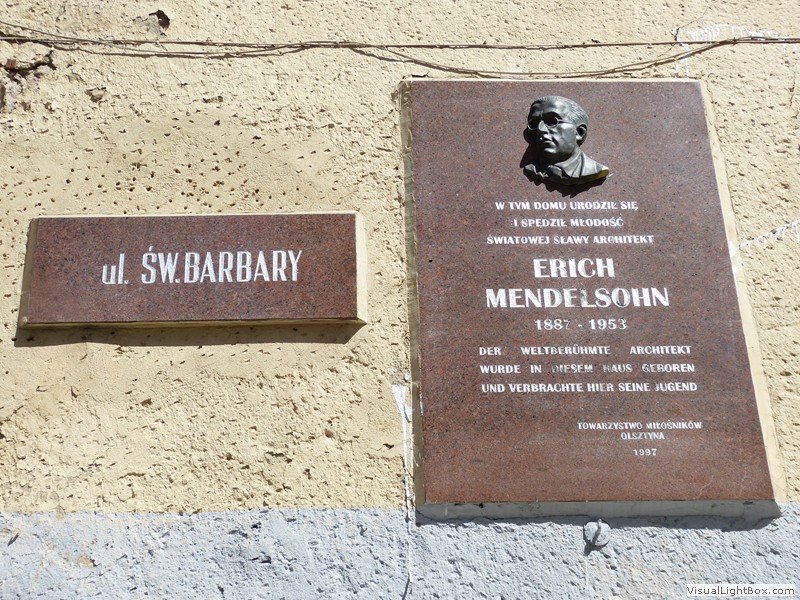 ul. ŚW.BARBARY
W TYM DOMU URODZIŁ SIĘ
I SPĘDZIŁ MŁODOŚĆ
ŚWIATOWEJ SŁAWY ARCHITEKT
ERICH
MENDELSOHN
1887 - 1953
DER WELTBERÜHMTE ARCHITEKT
WURDE IN DIESEM HAUS GEBOREN
UND VERBRACHTE HIER SEINE JUGEND
TOWARZYSTWO MIŁOŚNIKÓW
OLSZTYNA
1997
VisualLightBox.com